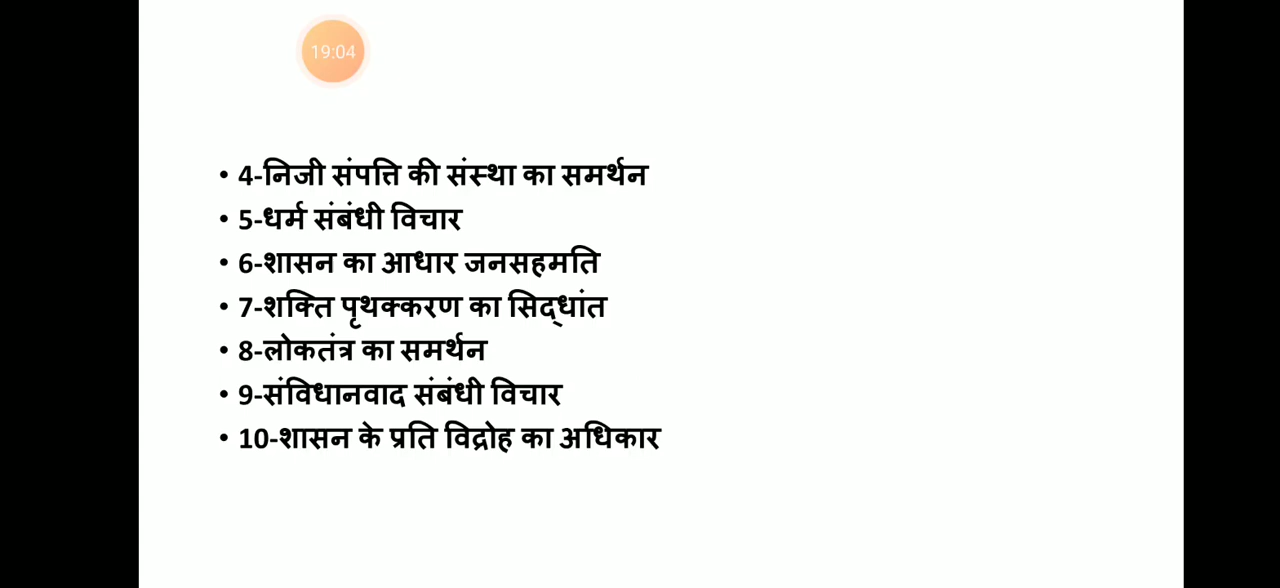 19:04
• 4-निजी संपत्ति की संस्था का समर्थन
• 5-धर्म संबंधी विचार
• 6-शासन का आधार जनसहमति
• 7-शक्ति पृथक्करण का सिद्धांत
• 8-लोकतंत्र का समर्थन
• 9-संविधानवाद संबंधी विचार
• 10-शासन के प्रति विद्रोह का अधिकार